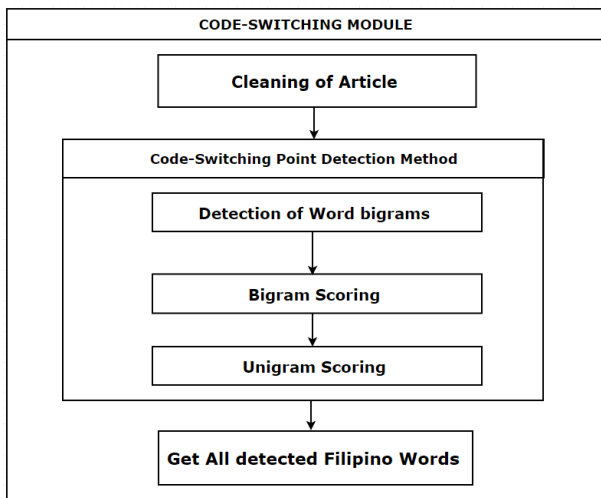 CODE-SWITCHING MODULE
Cleaning of Article
Code-Switching Point Detection Method
Detection of Word bigrams
Bigram Scoring
Unigram Scoring
Get All detected Filipino Words